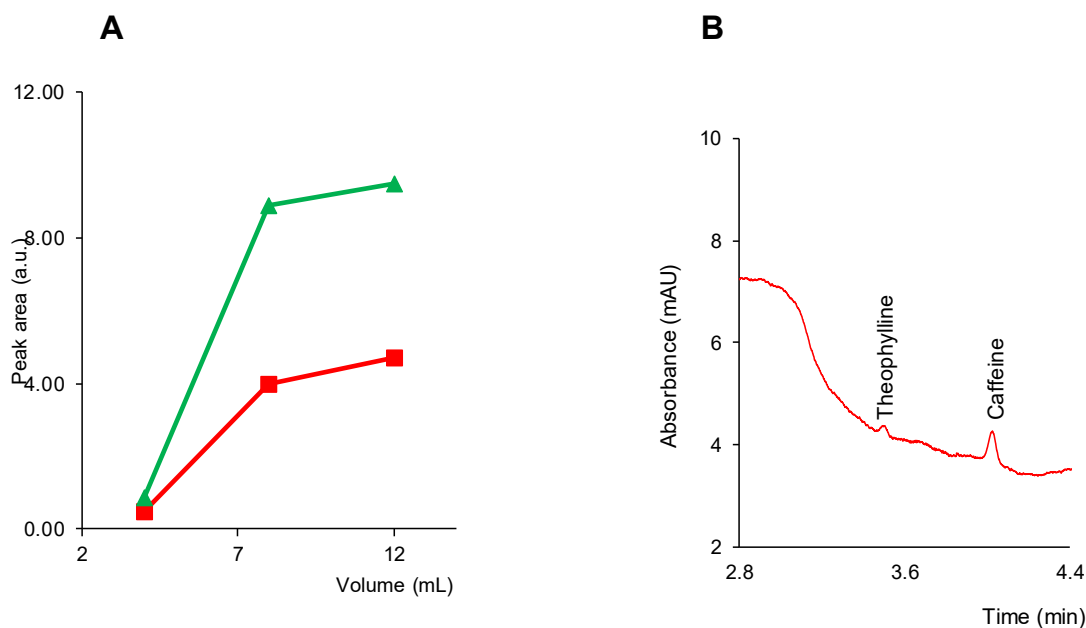 A
12.00
8.00
4.00
0.00
Peak area (a.u.)
2
7
12
Volume (mL)
B
10
8
6
4
2
Absorbance (mAU)
Theophylline
Caffeine
2.8
3.6
4.4
Time (min)